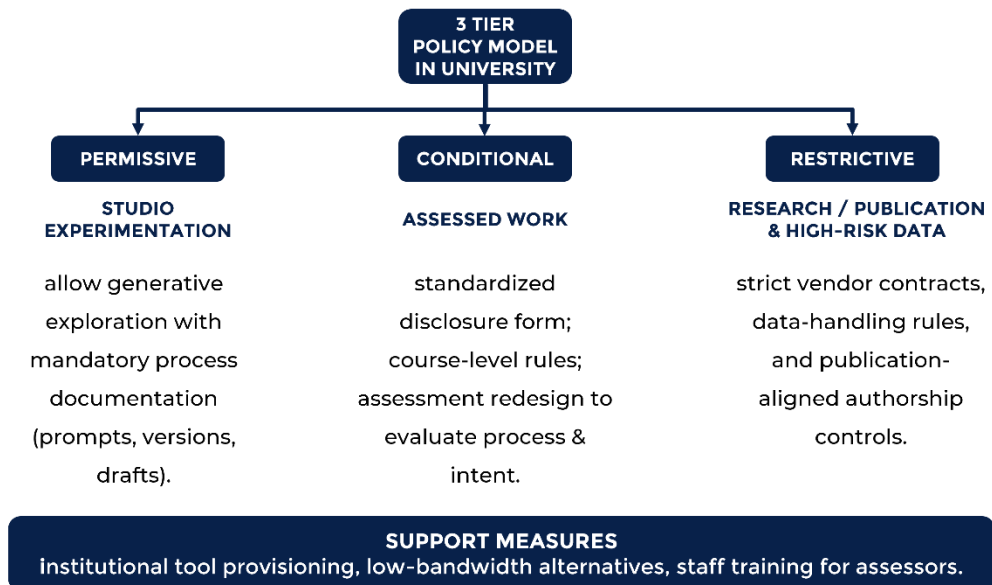 3 TIER
POLICY MODEL
IN UNIVERSITY
PERMISSIVE
STUDIO
EXPERIMENTATION
allow generative
exploration with
mandatory process
documentation
(prompts, versions,
drafts).
CONDITIONAL
ASSESSED WORK
standardized
disclosure form;
course-level rules;
assessment redesign to
evaluate process &
intent.
RESTRICTIVE
RESEARCH / PUBLICATION
& HIGH-RISK DATA
strict vendor contracts,
data-handling rules,
and publication-
aligned authorship
controls.
SUPPORT MEASURES
institutional tool provisioning, low-bandwidth alternatives, staff training for assessors.